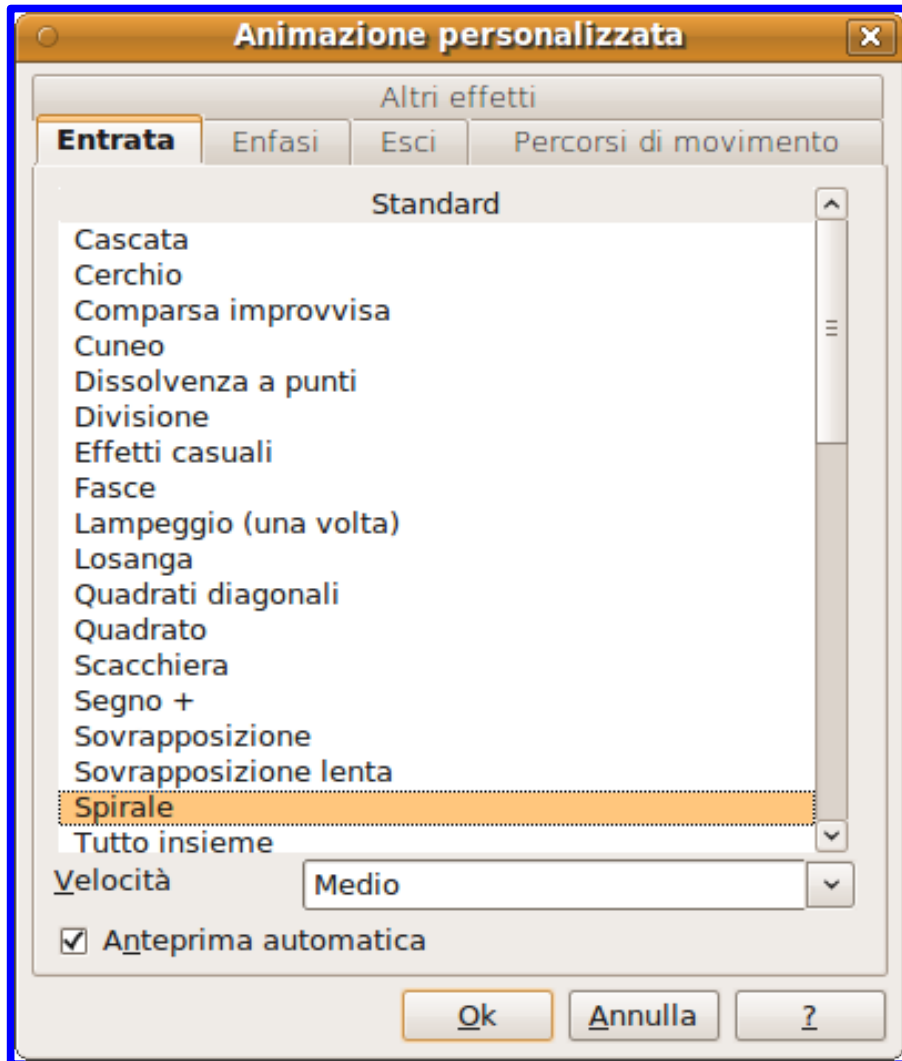 Animazione personalizzata
Altri effetti
Entrata Enfasi Esci Percorsi di movimento
Standard
Cascata
Cerchio
Comparsa improvvisa
Cuneo
Dissolvenza a punti
Divisione
Effetti casuali
Fasce
Lampeggio (una volta)
Losanga
Quadrati diagonali
Quadrato
Scacchiera
Segno +
Sovrapposizione
Sovrapposizione lenta
Spirale
Tutto insieme
Velocità Medio
Anteprima automatica
Ok Annulla ?